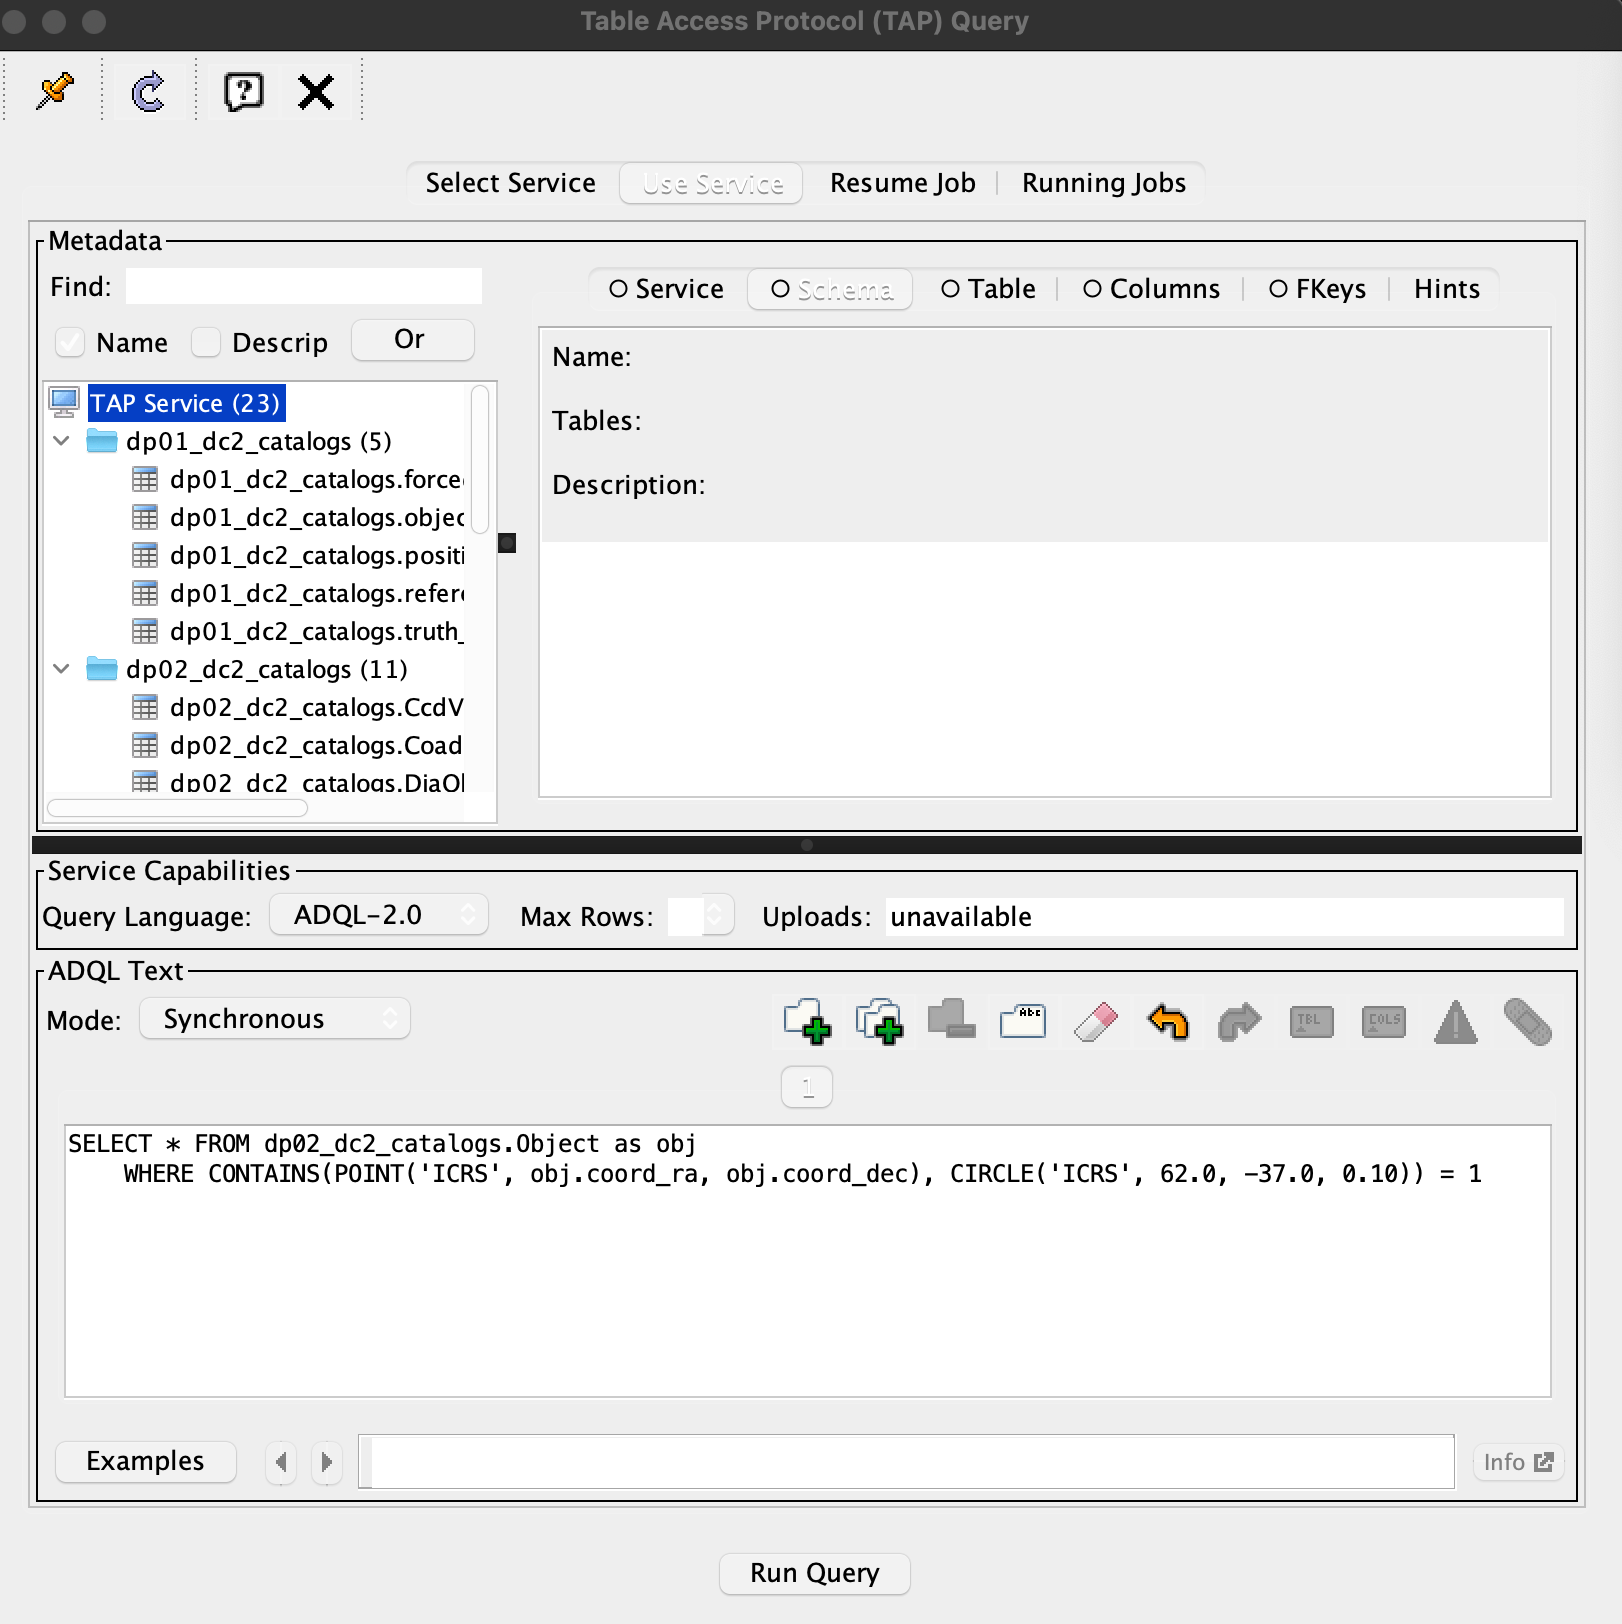 Table Access Protocol (TAP) Query
Select Service Use Service Resume Job Running Jobs
Metadata
Find:
Name Descrip Or
Service Schema Table Columns FKeys Hints
TAP Service (23)
dp01_dc2_catalogs (5)
dp01_dc2_catalogs.force
dp01_dc2_catalogs.objec
dp01_dc2_catalogs.positi
dp01_dc2_catalogs.refere
dp01_dc2_catalogs.truth_
dp02_dc2_catalogs (11)
dp02_dc2_catalogs.CcdV
dp02_dc2_catalogs.Coad
dp02_dc2_catalogs.DiaOl
Name:
Tables:
Description:
Service Capabilities
Query Language: ADQL-2.0 Max Rows: Uploads: unavailable
ADQL Text
Mode: Synchronous
Abc TBL COLS
1
SELECT * FROM dp02_dc2_catalogs.Object as obj
WHERE CONTAINS(POINT('ICRS', obj.coord_ra, obj.coord_dec), CIRCLE('ICRS', 62.0, -37.0, 0.10)) = 1
Examples Info
Run Query